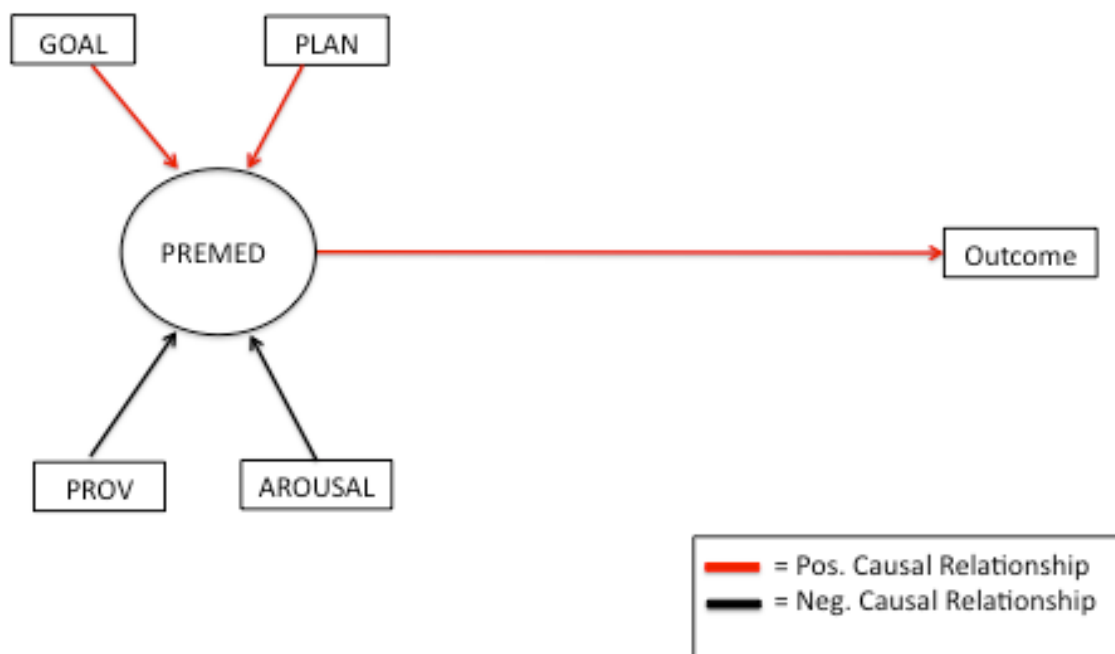 GOAL
PLAN
PREMED
Outcome
PROV
AROUSAL
= Pos. Causal Relationship
= Neg. Causal Relationship